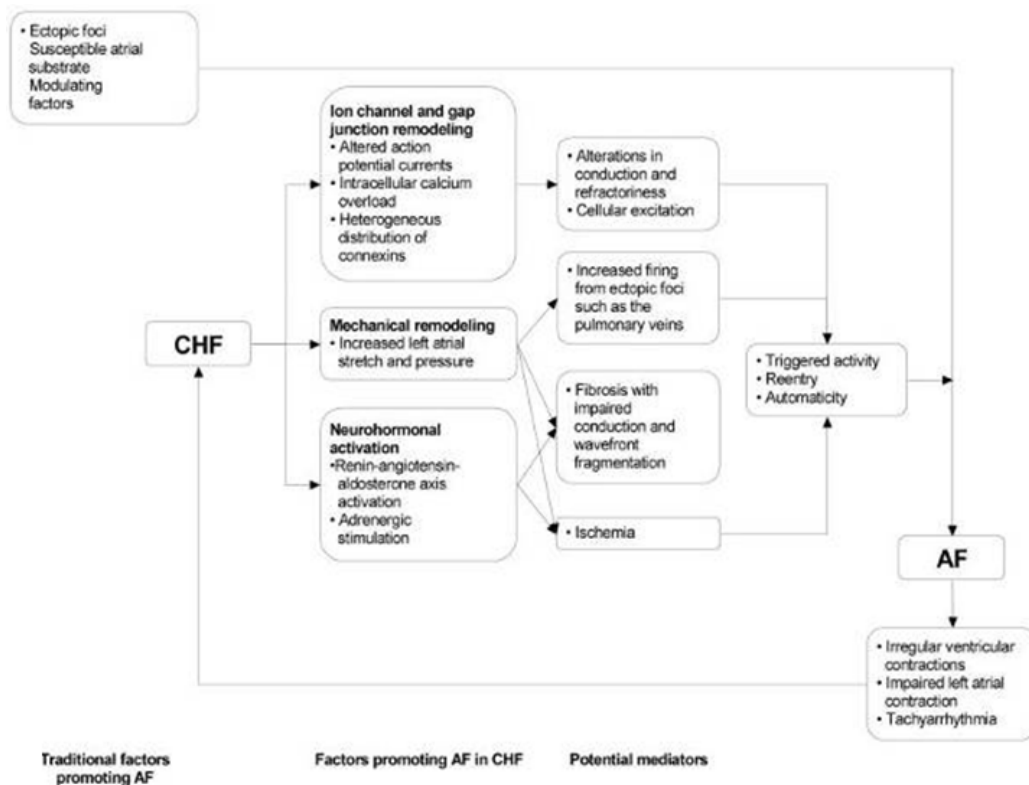 • Ectopic foci
Susceptible atrial
substrate
Modulating
factors
Ion channel and gap
junction remodeling
• Altered action
potential currents
• Intracellular calcium
overload
• Heterogeneous
distribution of
connexins
• Alterations in
conduction and
refractoriness
• Cellular excitation
• Increased firing
from ectopic foci
such as the
pulmonary veins
CHF
Mechanical remodeling
• Increased left atrial
stretch and pressure
• Triggered activity
• Reentry
• Automaticity
• Fibrosis with
impaired
conduction and
wavefront
fragmentation
Neurohormonal
activation
•Renin-angiotensin-
aldosterone axis
activation
• Adrenergic
stimulation
• Ischemia
AF
• Irregular ventricular
contractions
• Impaired left atrial
contraction
• Tachyarrhythmia
Traditional factors
promoting AF
Factors promoting AF in CHF
Potential mediators